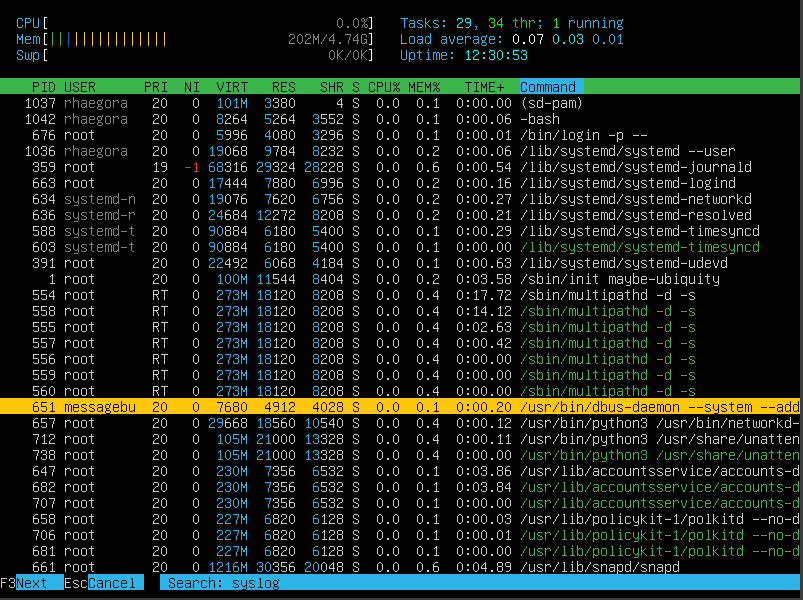 CPU[ 0.0%] Tasks: 29, 34 thr; 1 running
Mem[||||||||||||||| 202M/4.74G] Load average: 0.07 0.03 0.01
Swp[ 0K/0K] Uptime: 12:30:53
PID USER PRI NI VIRT RES SHR S CPU% MEM% TIME+ Command
1037 rhaegora 20 0 101M 3380 4 S 0.0 0.1 0:00.00 (sd-pam)
1042 rhaegora 20 0 8264 5264 3552 S 0.0 0.1 0:00.06 -bash
676 root 20 0 5996 4080 3296 S 0.0 0.1 0:00.01 /bin/login -p --
1036 rhaegora 20 0 19068 9784 8232 S 0.0 0.2 0:00.06 /lib/systemd/systemd --user
359 root 19 -1 68316 29324 28228 S 0.0 0.6 0:00.54 /lib/systemd/systemd-journald
663 root 20 0 17444 7880 6996 S 0.0 0.2 0:00.16 /lib/systemd/systemd-logind
634 systemd-n 20 0 19076 7620 6756 S 0.0 0.2 0:00.27 /lib/systemd/systemd-networkd
636 systemd-r 20 0 24684 12272 8208 S 0.0 0.2 0:00.21 /lib/systemd/systemd-resolved
588 systemd-t 20 0 90884 6180 5400 S 0.0 0.1 0:00.29 /lib/systemd/systemd-timesyncd
603 systemd-t 20 0 90884 6180 5400 S 0.0 0.1 0:00.00 /lib/systemd/systemd-timesyncd
391 root 20 0 22492 6068 4184 S 0.0 0.1 0:00.63 /lib/systemd/systemd-udevd
1 root 20 0 100M 11544 8404 S 0.0 0.2 0:03.58 /sbin/init maybe-ubiquity
554 root RT 0 273M 18120 8208 S 0.0 0.4 0:17.72 /sbin/multipathd -d -s
558 root RT 0 273M 18120 8208 S 0.0 0.4 0:14.12 /sbin/multipathd -d -s
555 root RT 0 273M 18120 8208 S 0.0 0.4 0:02.63 /sbin/multipathd -d -s
557 root RT 0 273M 18120 8208 S 0.0 0.4 0:00.42 /sbin/multipathd -d -s
556 root RT 0 273M 18120 8208 S 0.0 0.4 0:00.00 /sbin/multipathd -d -s
559 root RT 0 273M 18120 8208 S 0.0 0.4 0:00.00 /sbin/multipathd -d -s
560 root RT 0 273M 18120 8208 S 0.0 0.4 0:00.00 /sbin/multipathd -d -s
651 messagebu 20 0 7680 4912 4028 S 0.0 0.1 0:00.20 /usr/bin/dbus-daemon --system --add
657 root 20 0 29668 18560 10540 S 0.0 0.4 0:00.12 /usr/bin/python3 /usr/bin/networkd-
712 root 20 0 105M 21000 13328 S 0.0 0.4 0:00.11 /usr/bin/python3 /usr/share/unatten
738 root 20 0 105M 21000 13328 S 0.0 0.4 0:00.00 /usr/bin/python3 /usr/share/unatten
647 root 20 0 230M 7356 6532 S 0.0 0.1 0:03.86 /usr/lib/accountsservice/accounts-d
682 root 20 0 230M 7356 6532 S 0.0 0.1 0:03.84 /usr/lib/accountsservice/accounts-d
707 root 20 0 230M 7356 6532 S 0.0 0.1 0:00.00 /usr/lib/accountsservice/accounts-d
658 root 20 0 227M 6820 6128 S 0.0 0.1 0:00.03 /usr/lib/policykit-1/polkitd --no-d
706 root 20 0 227M 6820 6128 S 0.0 0.1 0:00.01 /usr/lib/policykit-1/polkitd --no-d
681 root 20 0 227M 6820 6128 S 0.0 0.1 0:00.00 /usr/lib/policykit-1/polkitd --no-d
661 root 20 0 1216M 30356 20048 S 0.0 0.6 0:04.89 /usr/lib/snapd/snapd
F3Next EscCancel Search: syslog